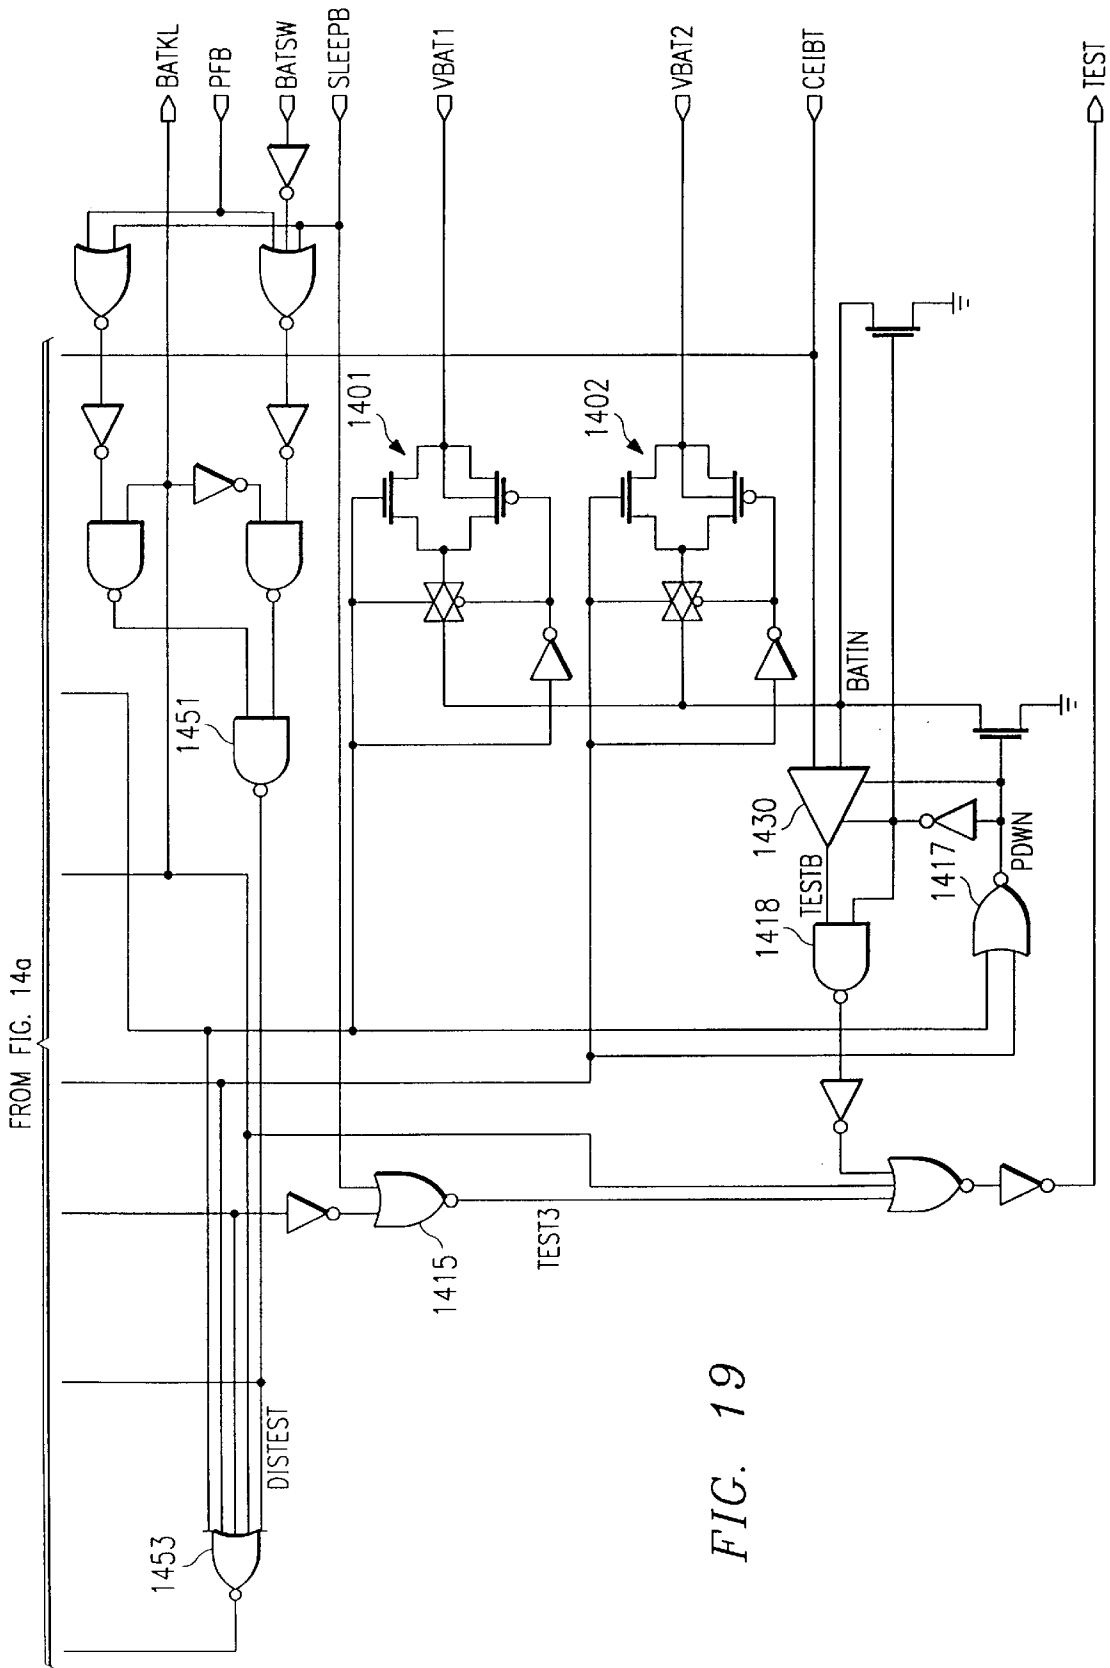 FROM FIG. 14a
BATKL
PFB
BATSW
SLEEPB
VBAT1
VBAT2
CEIBT
TEST
1401
1402
1451
BATIN
1430
TESTB
1418
1417
PDWN
TEST3
1415
DISTEST
1453
FIG. 19